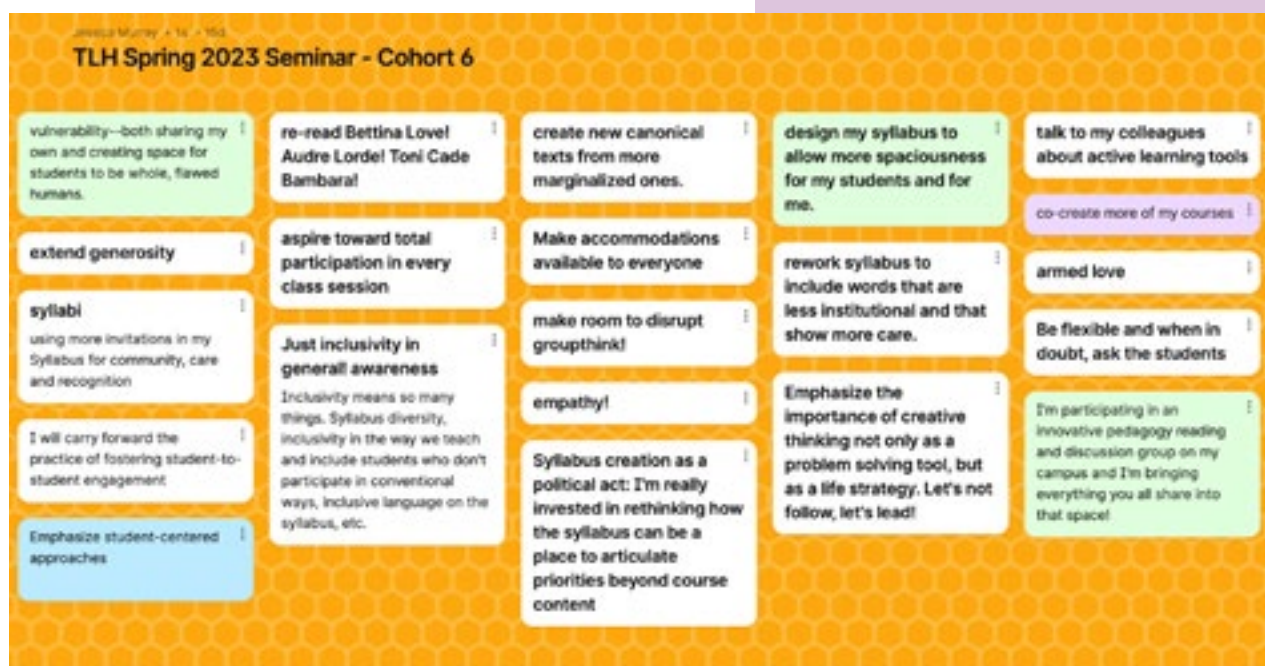 TLH Spring 2023 Seminar - Cohort 6
vulnerability--both sharing my
own and creating space for
students to be whole, flawed
humans.
extend generosity
syllabi
using more invitations in my
Syllabus for community, care
and recognition
I will carry forward the
practice of fostering student-to-
student engagement
Emphasize student-centered
approaches
re-read Bettina Love!
Audre Lorde! Toni Cade
Bambara!
aspire toward total
participation in every
class session
Just inclusivity in
generall awareness
Inclusivity means so many
things. Syllabus diversity,
inclusivity in the way we teach
and include students who don't
participate in conventional
ways, inclusive language on the
syllabus, etc.
create new canonical
texts from more
marginalized ones.
Make accommodations
available to everyone
make room to disrupt
groupthink!
empathy!
Syllabus creation as a
political act: I'm really
invested in rethinking how
the syllabus can be a
place to articulate
priorities beyond course
content
design my syllabus to
allow more spaciousness
for my students and for
me.
rework syllabus to
include words that are
less institutional and that
show more care.
Emphasize the
importance of creative
thinking not only as a
problem solving tool, but
as a life strategy. Let's not
follow, let's lead!
talk to my colleagues
about active learning tools
co-create more of my courses
armed love
Be flexible and when in
doubt, ask the students
I'm participating in an
innovative pedagogy reading
and discussion group on my
campus and I'm bringing
everything you all share into
that space!